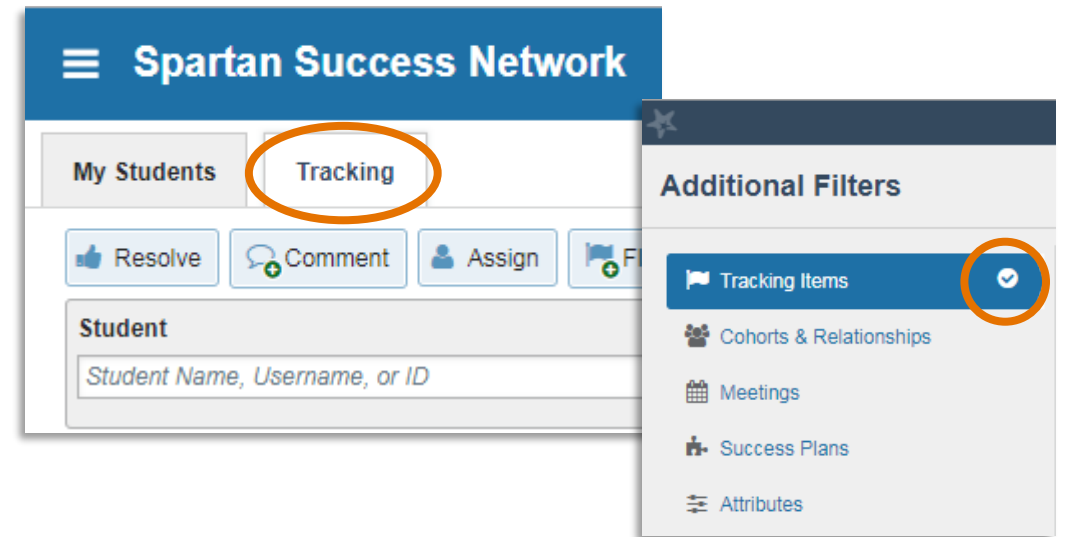 Spartan Success Network
My Students Tracking
Resolve Comment Assign Fl
Student
Student Name, Username, or ID
Additional Filters
Tracking Items
Cohorts & Relationships
Meetings
Success Plans
Attributes